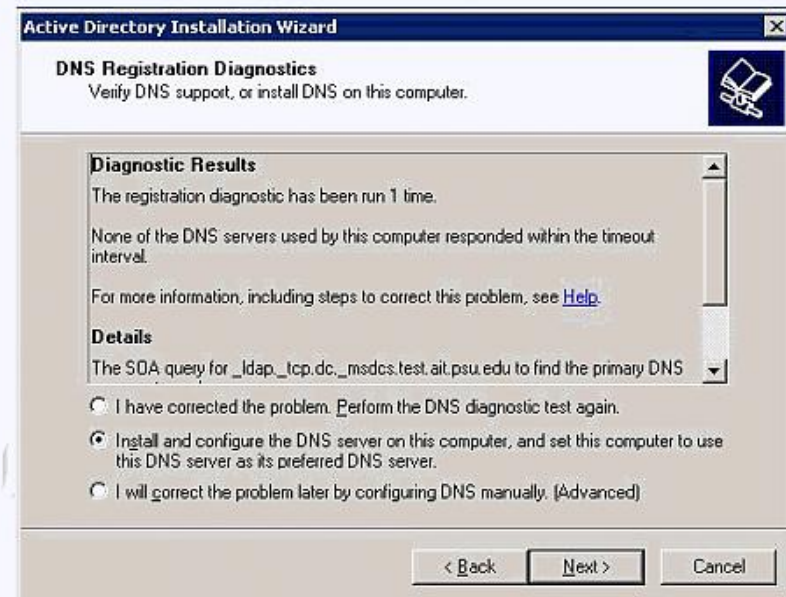 Active Directory Installation Wizard
DNS Registration Diagnostics
Verify DNS support, or install DNS on this computer.
Diagnostic Results
The registration diagnostic has been run 1 time.
None of the DNS servers used by this computer responded within the timeout
interval.
For more information, including steps to correct this problem, see Help.
Details
The SOA query for _ldap._tcp.dc._msdcs.test.ait.psu.edu to find the primary DNS
I have corrected the problem. Perform the DNS diagnostic test again.
Install and configure the DNS server on this computer, and set this computer to use
this DNS server as its preferred DNS server.
I will correct the problem later by configuring DNS manually. (Advanced)
< Back
Next >
Cancel